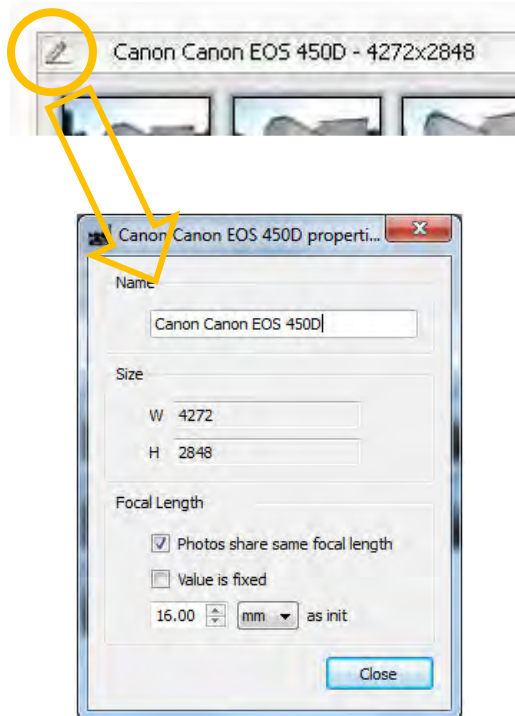 Canon Canon EOS 450D - 4272x2848
Canon Canon EOS 450D properti...
Name
Canon Canon EOS 450D
Size
W 4272
H 2848
Focal Length
Photos share same focal length
Value is fixed
16.00 mm as init
Close